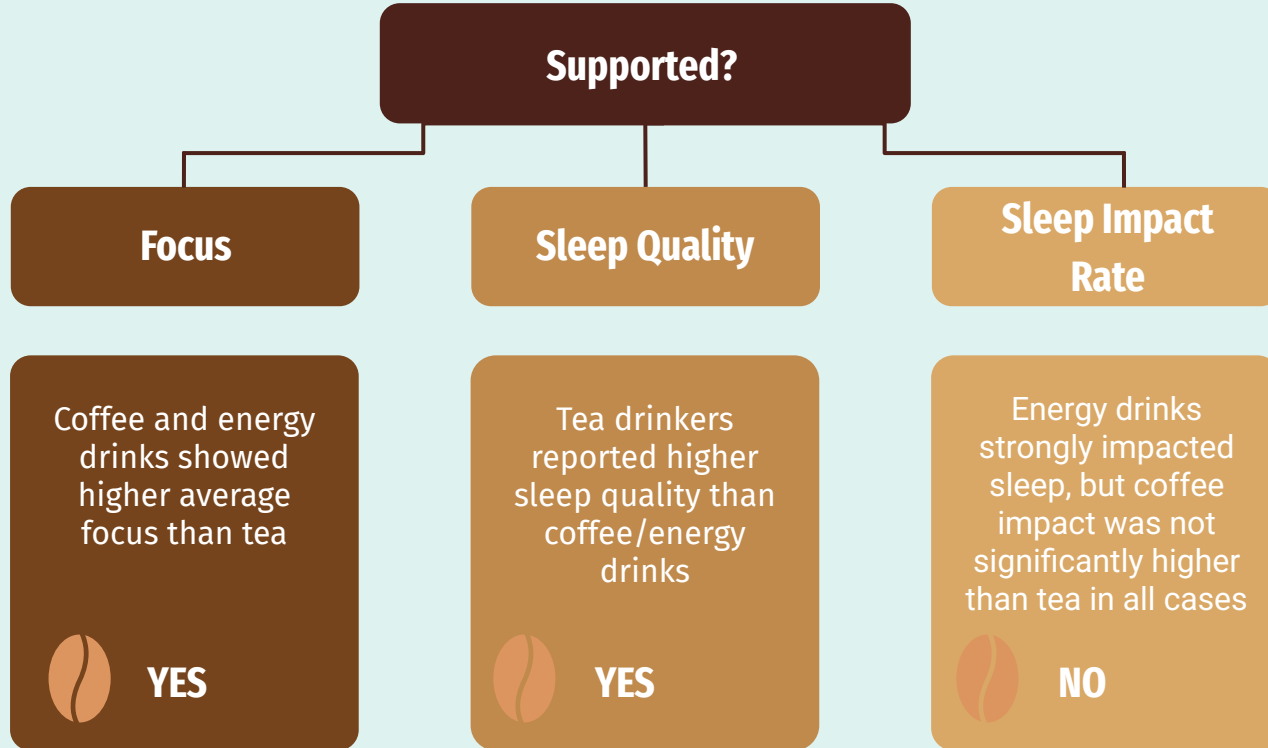 Supported?
Focus
Coffee and energy
drinks showed
higher average
focus than tea
YES
Sleep Quality
Tea drinkers
reported higher
sleep quality than
coffee/energy
drinks
YES
Sleep Impact
Rate
Energy drinks
strongly impacted
sleep, but coffee
impact was not
significantly higher
than tea in all cases
NO